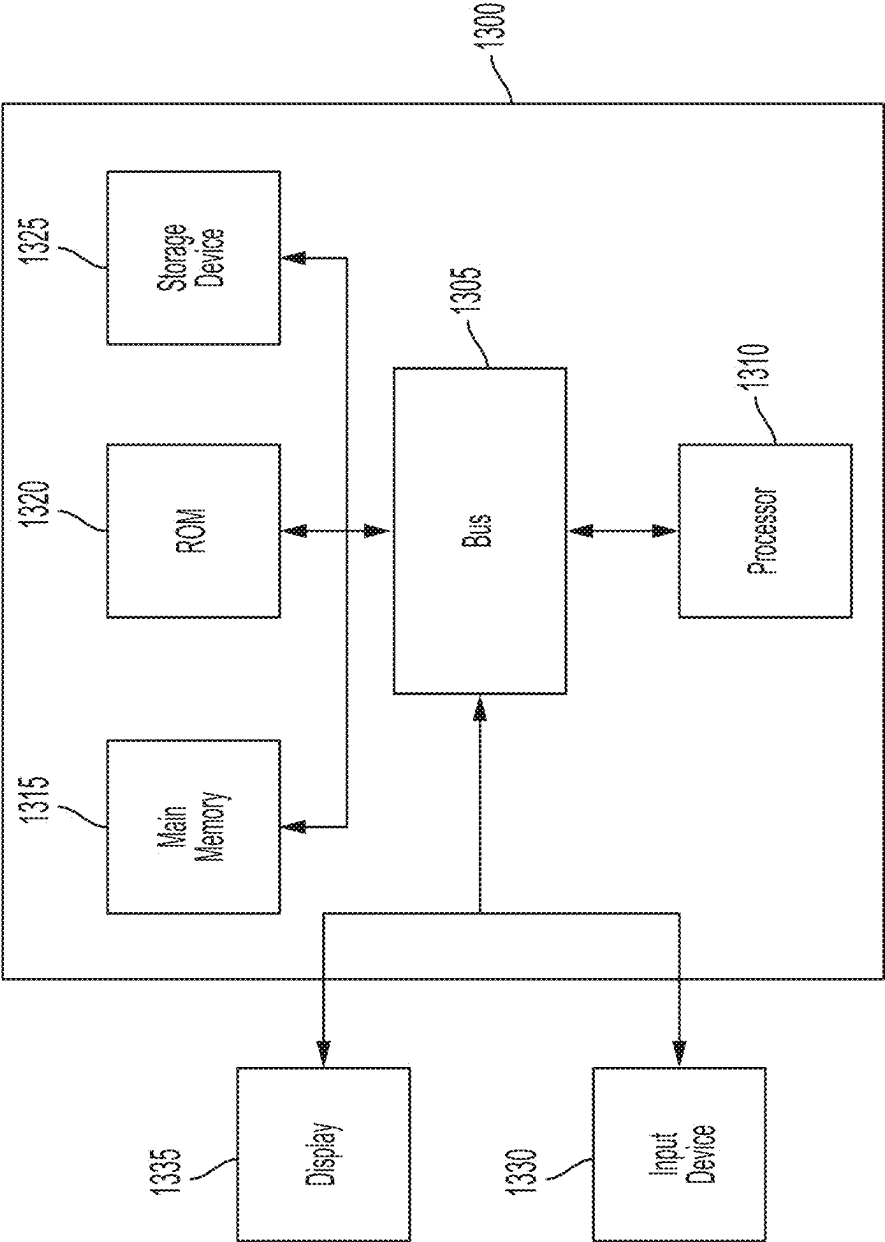 1300
1315
Main
Memory
1320
ROM
1325
Storage
Device
1335
Display
1305
Bus
1330
Input
Device
1310
Processor